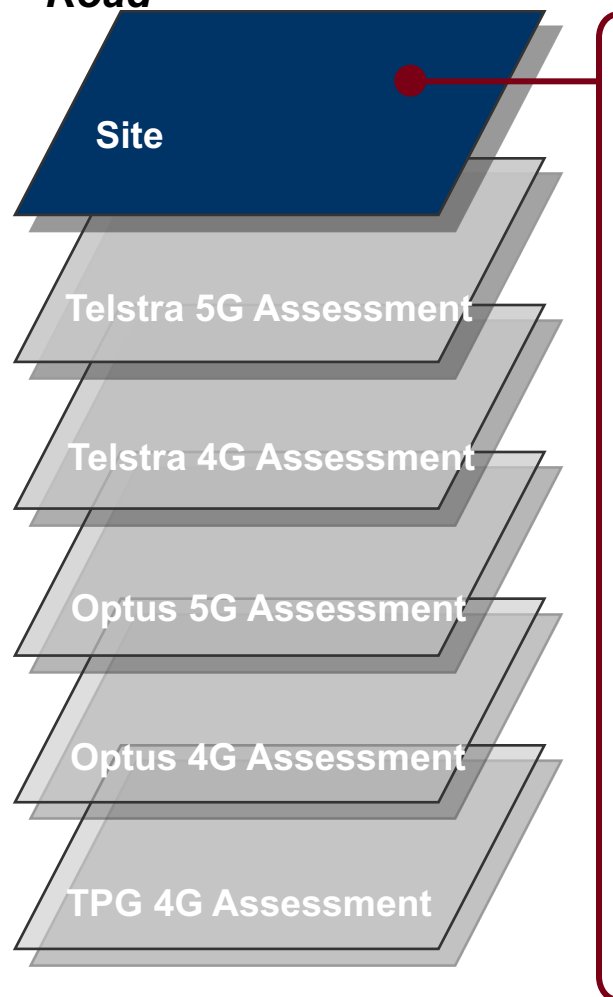 Road
Site
Telstra 5G Assessment
Telstra 4G Assessment
Optus 5G Assessment
Optus 4G Assessment
TPG 4G Assessment